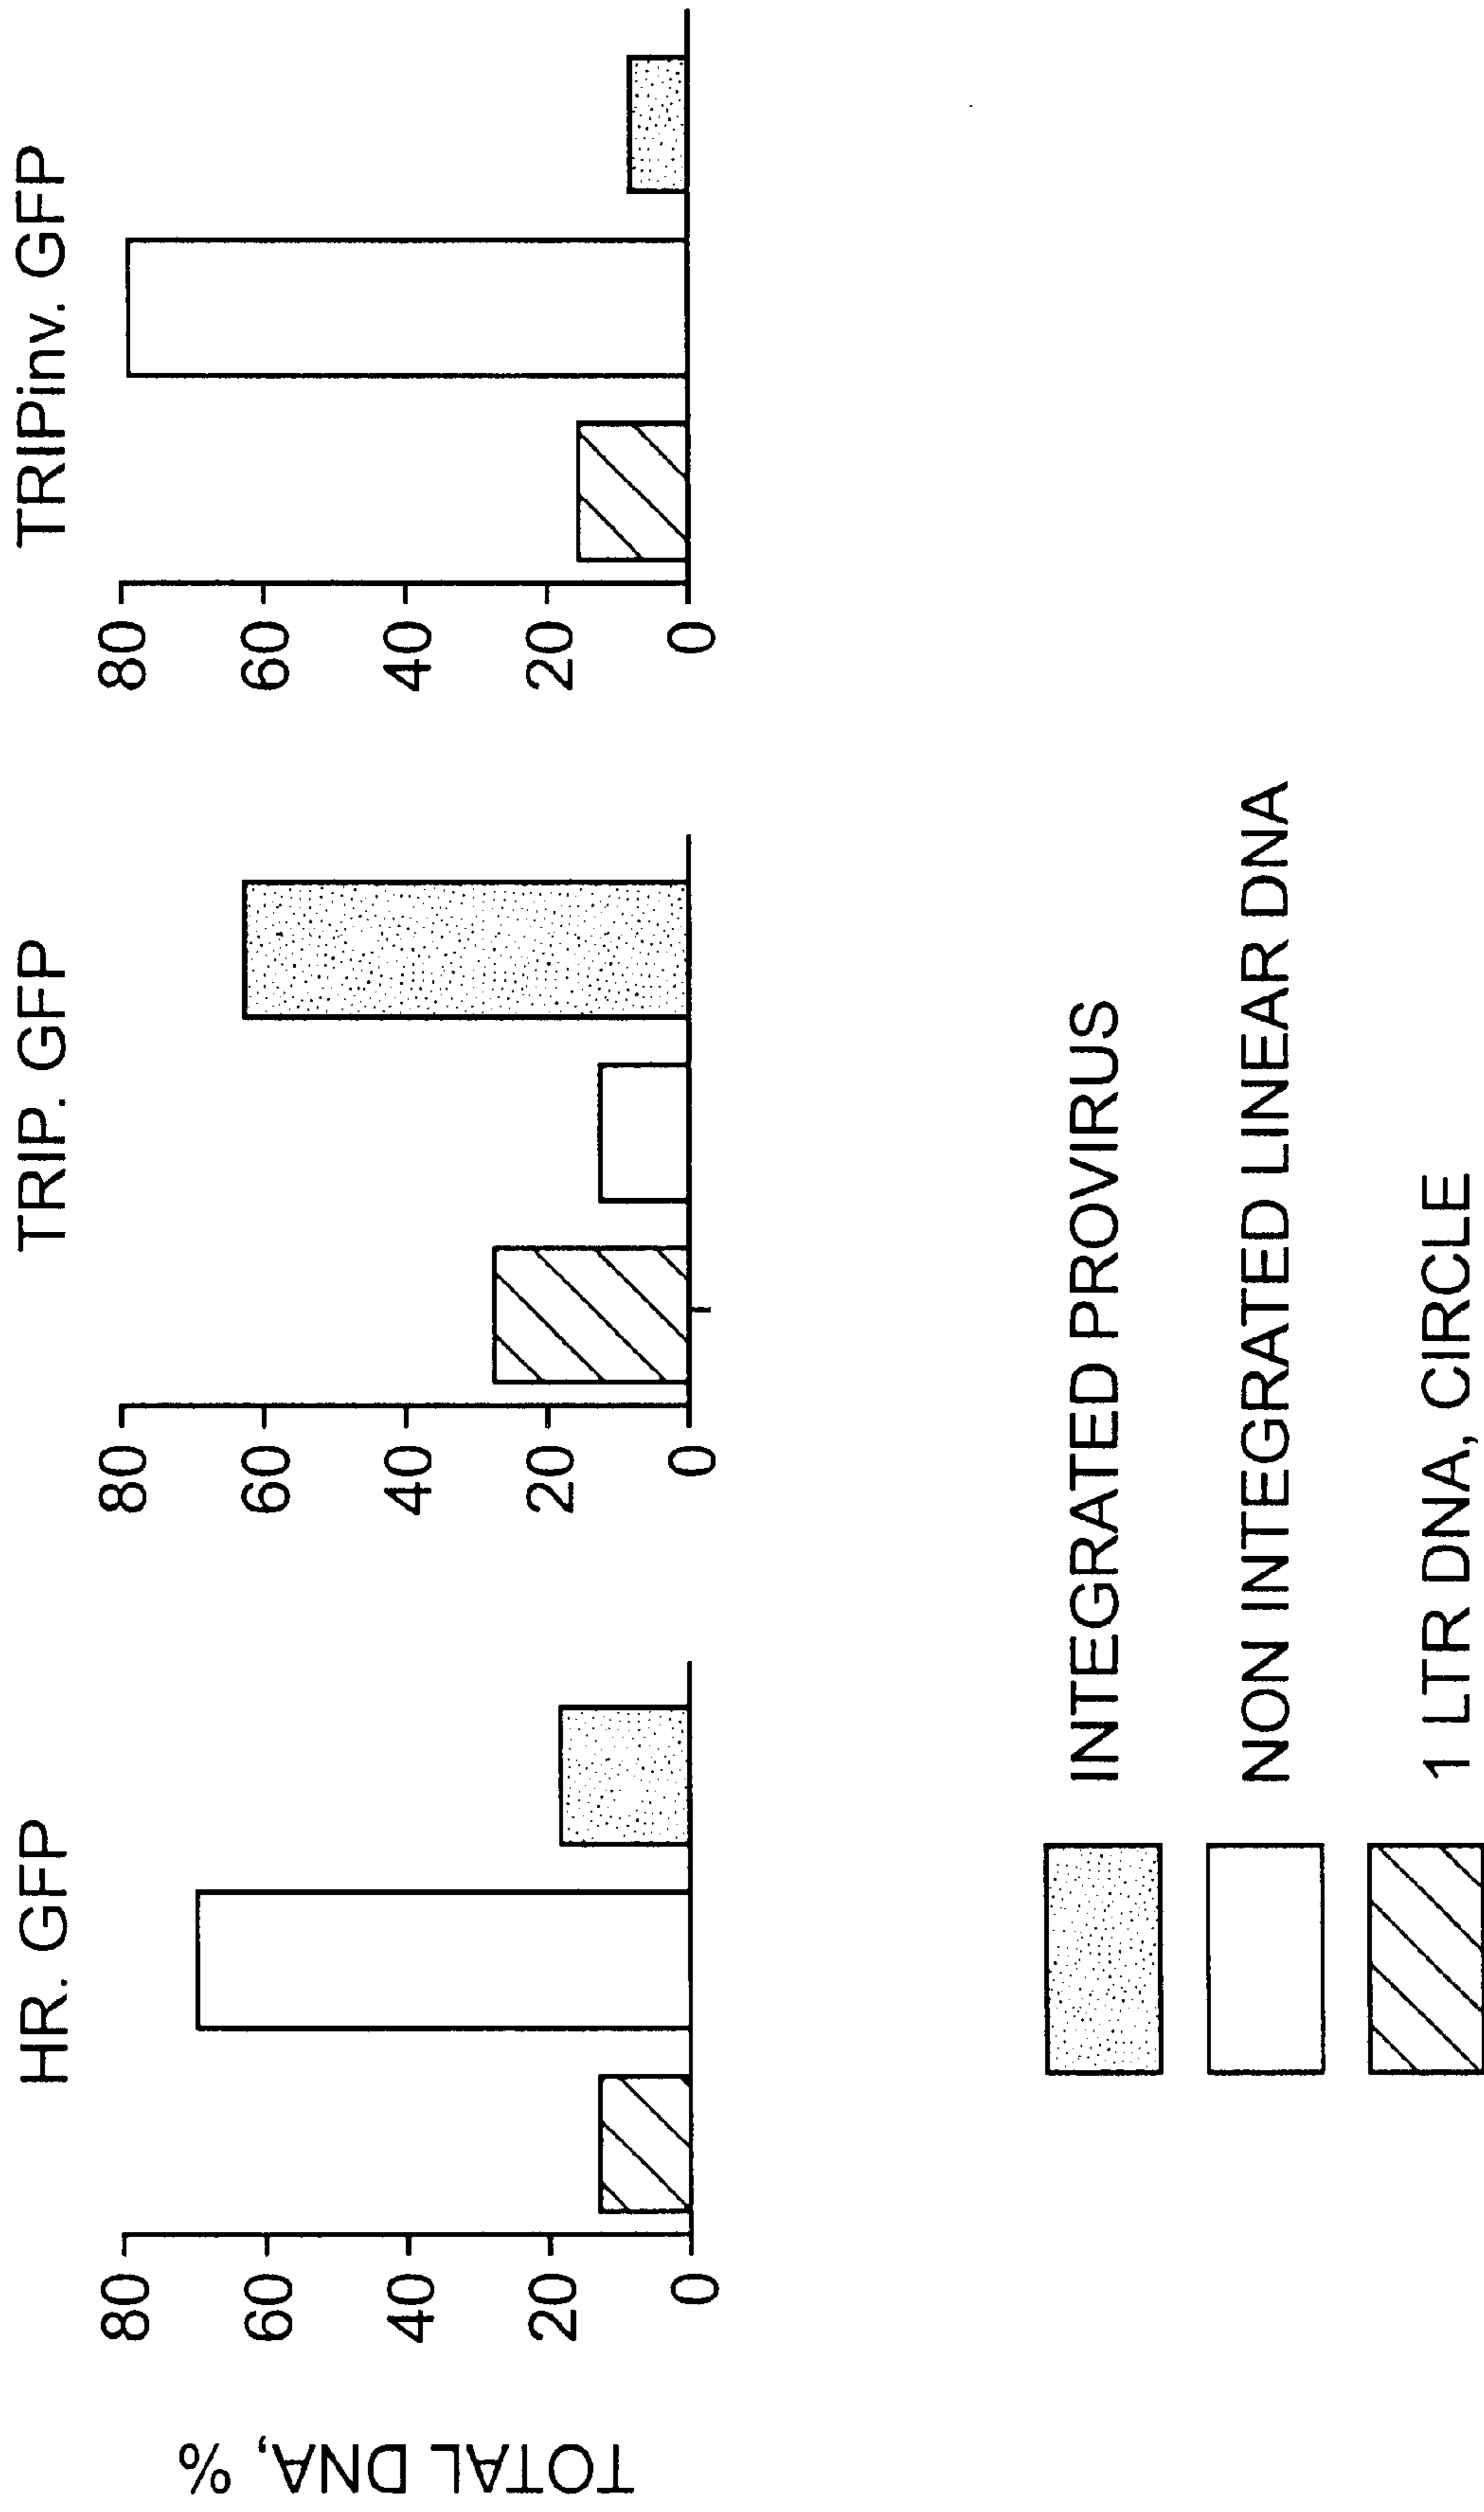 HR. GFP
TRIP. GFP
TRIPinv. GFP
TOTAL DNA, %
80
60
40
20
0
80
60
40
20
0
80
60
40
20
0
INTEGRATED PROVIRUS
NON INTEGRATED LINEAR DNA
1 LTR DNA, CIRCLE